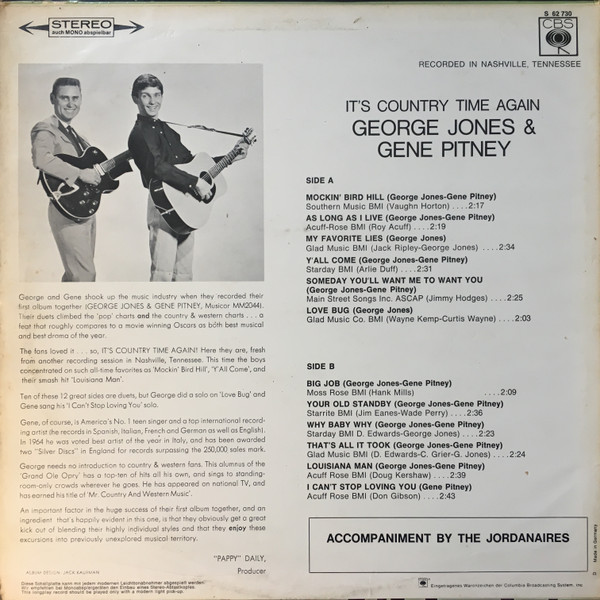 STEREO
auch MONO abspielbar
S 62 730
CBS
RECORDED IN NASHVILLE, TENNESSEE
IT'S COUNTRY TIME AGAIN
GEORGE JONES &
GENE PITNEY
SIDE A
MOCKIN' BIRD HILL (George Jones-Gene Pitney)
Southern Music BMI (Vaughn Horton) ....2:17
AS LONG AS I LIVE (George Jones-Gene Pitney)
Acuff-Rose BMI (Roy Acuff) ....2:19
MY FAVORITE LIES (George Jones)
Glad Music BMI (Jack Ripley-George Jones) ....2:34
Y'ALL COME (George Jones-Gene Pitney)
Starday BMI (Arlie Duff) ....2:31
SOMEDAY YOU'LL WANT ME TO WANT YOU
(George Jones-Gene Pitney)
Main Street Songs Inc. ASCAP (Jimmy Hodges) ....2:25
LOVE BUG (George Jones)
Glad Music Co. BMI (Wayne Kemp-Curtis Wayne) ....2:03
SIDE B
BIG JOB (George Jones-Gene Pitney)
Moss Rose BMI (Hank Mills) ....2:09
YOUR OLD STANDBY (George Jones-Gene Pitney)
Starrite BMI (Jim Eanes-Wade Perry) ....2:36
WHY BABY WHY (George Jones-Gene Pitney)
Starday BMI D. Edwards-George Jones) ....2:23
THAT'S ALL IT TOOK (George Jones-Gene Pitney)
Glad Music BMI (D. Edwards-C. Grier-G. Jones) ....2:24
LOUISIANA MAN (George Jones-Gene Pitney)
Acuff Rose BMI (Doug Kershaw) ....2:39
I CAN'T STOP LOVING YOU (Gene Pitney)
Acuff Rose BMI (Don Gibson) ....2:43
ACCOMPANIMENT BY THE JORDANAIRES
George and Gene shook up the music industry when they recorded their
first album together (GEORGE JONES & GENE PITNEY, Musicor MM2044).
Their duets climbed the 'pop' charts and the country & western charts . . . a
feat that roughly compares to a movie winning Oscars as both best musical
and best drama of the year.
The fans loved it . . . so, IT'S COUNTRY TIME AGAIN! Here they are, fresh
from another recording session in Nashville, Tennessee. This time the boys
concentrated on such all-time favorites as 'Mockin' Bird Hill', 'Y'All Come', and
their smash hit 'Louisiana Man'.
Ten of these 12 great sides are duets, but George did a solo on 'Love Bug' and
Gene sang his 'I Can't Stop Loving You' solo.
Gene, of course, is America's No. 1 teen singer and a top international record-
ing artist (he records in Spanish, Italian, French and German as well as English).
In 1964 he was voted best artist of the year in Italy, and has been awarded
two "Silver Discs" in England for records surpassing the 250,000 sales mark.
George needs no introduction to country & western fans. This alumnus of the
'Grand Ole Opry' has a top-ten of hits all his own, and sings to standing-
room-only crowds wherever he goes. He has appeared on national TV, and
has earned his title of 'Mr. Country And Western Music'.
An important factor in the huge success of their first album together, and an
ingredient that's happily evident in this one, is that they obviously get a great
kick out of blending their highly individual styles and that they enjoy these
excursions into previously unexplored musical territory.
"PAPPY" DAILY,
Producer
ALBUM DESIGN: JACK KAUFMAN
This longplay record should be played only with a modern light pick-up.
Eingetragenes Warenzeichen der Columbia Broadcasting System, Inc.
Made in Germany